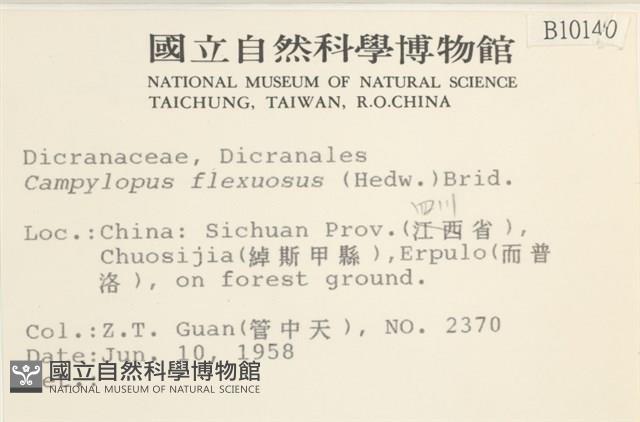 B10140
國立自然科學博物館
NATIONAL MUSEUM OF NATURAL SCIENCE
TAICHUNG, TAIWAN, R.O.CHINA
Dicranaceae, Dicranales
Campylopus flexuosus (Hedw.)Brid.
四川
Loc.:China: Sichuan Prov.(江西省),
Chuosijia(綽斯甲縣),Erpulo(而普
洛), on forest ground.
Col.:Z.T. Guan(管中天), NO. 2370
Date:Jun. 10, 1958
國立自然科學博物館
NATIONAL MUSEUM OF NATURAL SCIENCE